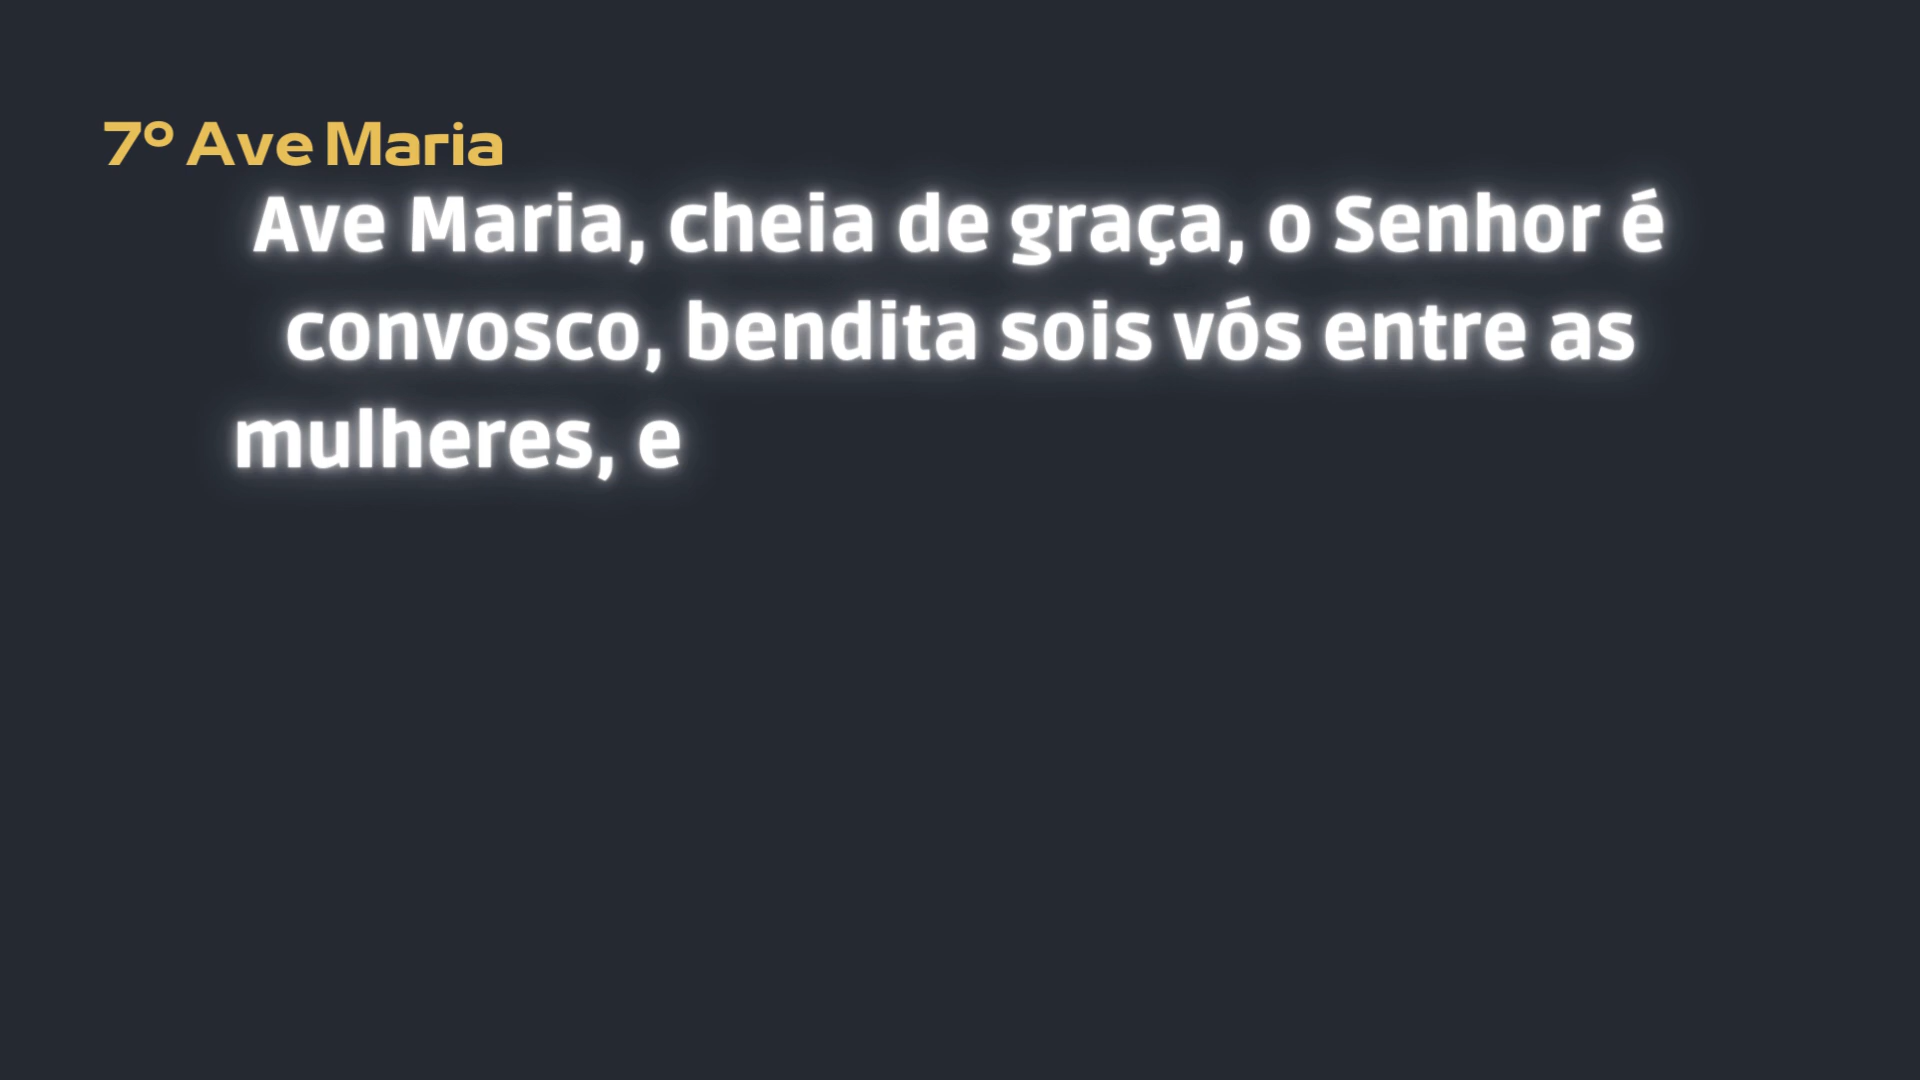 7º Ave Maria
Ave Maria, cheia de graça, o Senhor é
convosco, bendita sois vós entre as
mulheres, e